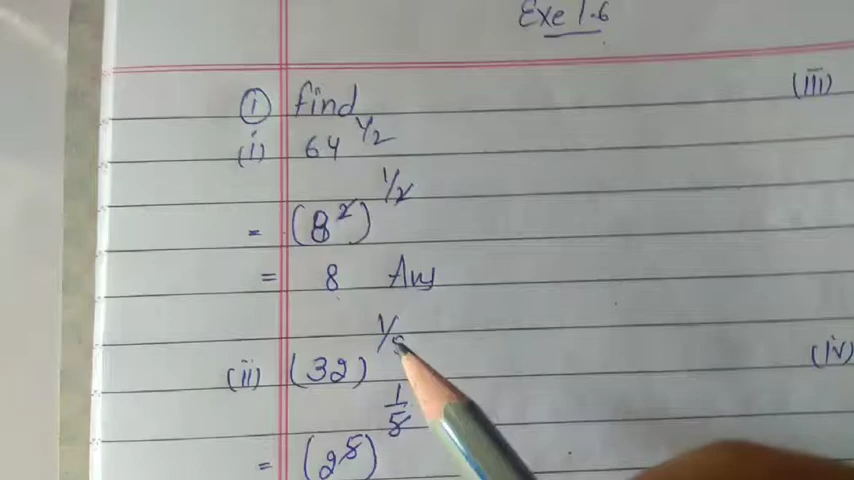 Exe 1.6
① find
(i) 64^1/2
= (8^2)^1/2
= 8 Ans
(ii) (32)^1/5
= (2^5)^1/5
(iii)
(iv)